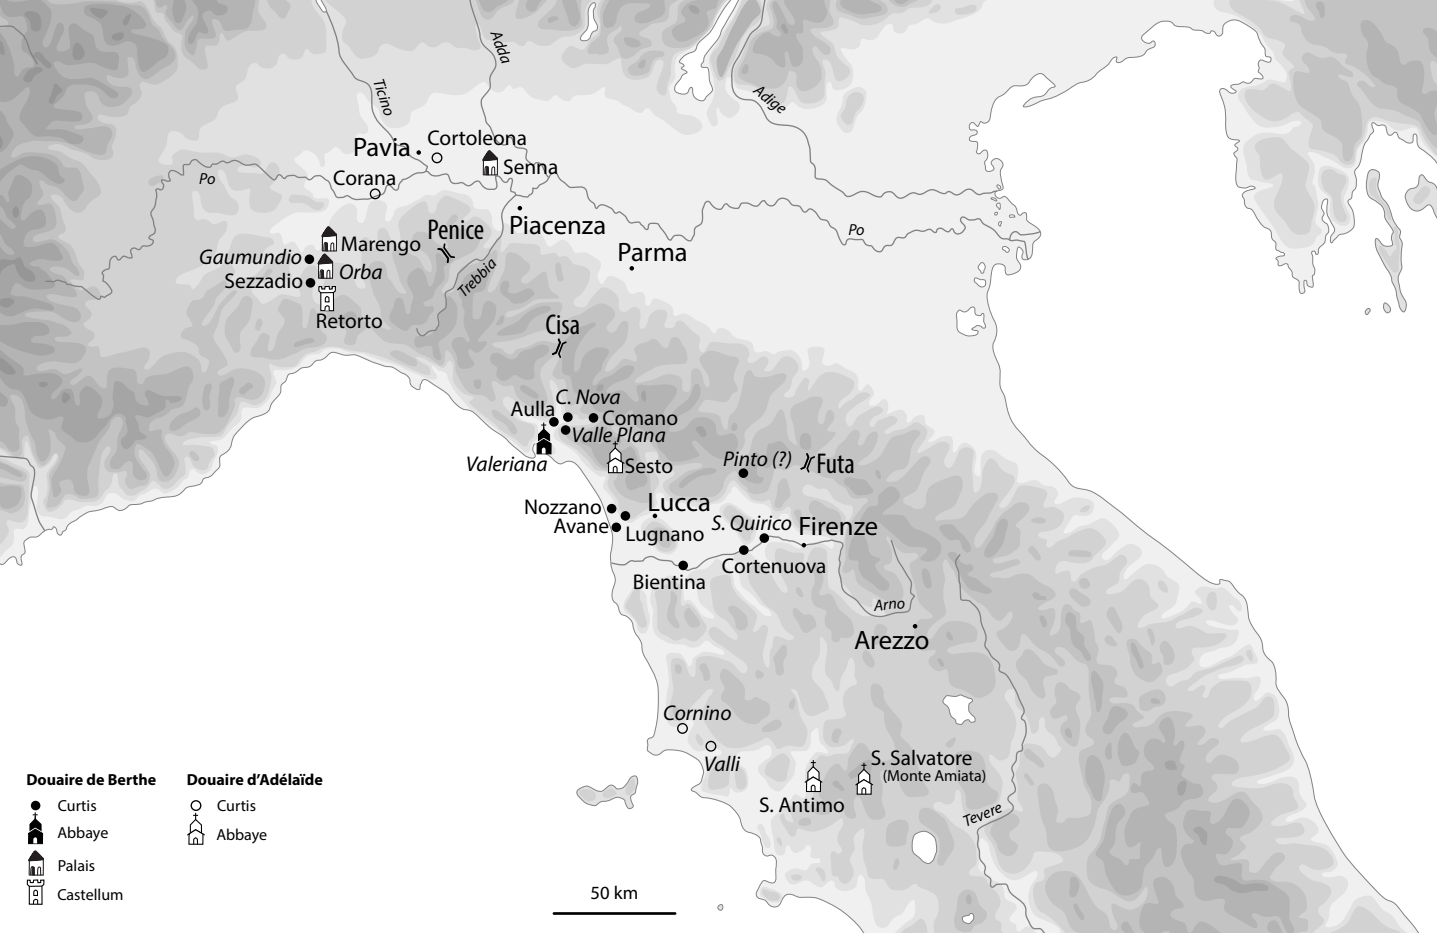 Adda
Ticino
Adige
Pavia
Cortoleona
Senna
Corana
Po
Piacenza
Penice
Po
Marengo
Gaumundio
Orba
Sezzadio
Trebbia
Parma
Retorto
Cisa
C. Nova
Aulla
Comano
Valle Plana
Valeriana
Sesto
Pinto (?)
Futa
Nozzano
Lucca
Avane
Lugnano
S. Quirico
Firenze
Cortenuova
Bientina
Arno
Arezzo
Cornino
Valli
S. Salvatore
(Monte Amiata)
S. Antimo
Tevere
Douaire de Berthe
Curtis
Abbaye
Palais
Castellum
Douaire d’Adélaïde
Curtis
Abbaye
50 km